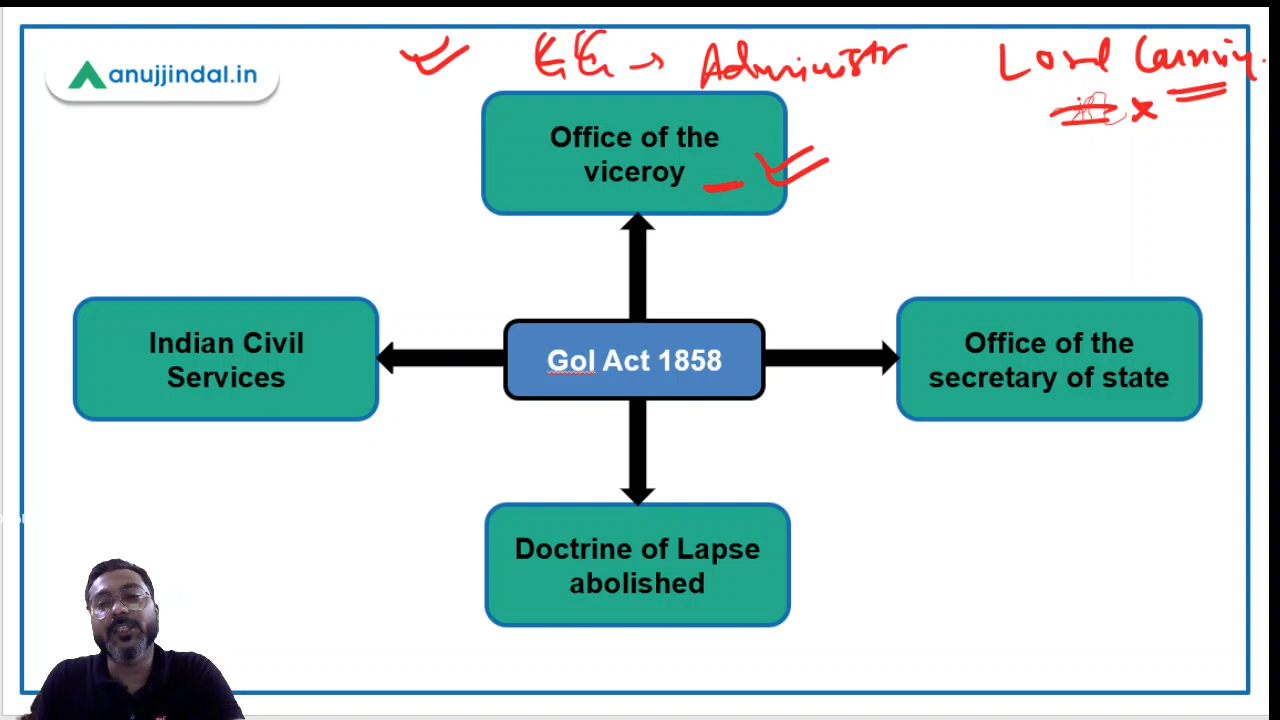 anujjindal.in
Administr
Lord Canning.
Office of the
viceroy
Indian Civil
Services
GoI Act 1858
Office of the
secretary of state
Doctrine of Lapse
abolished